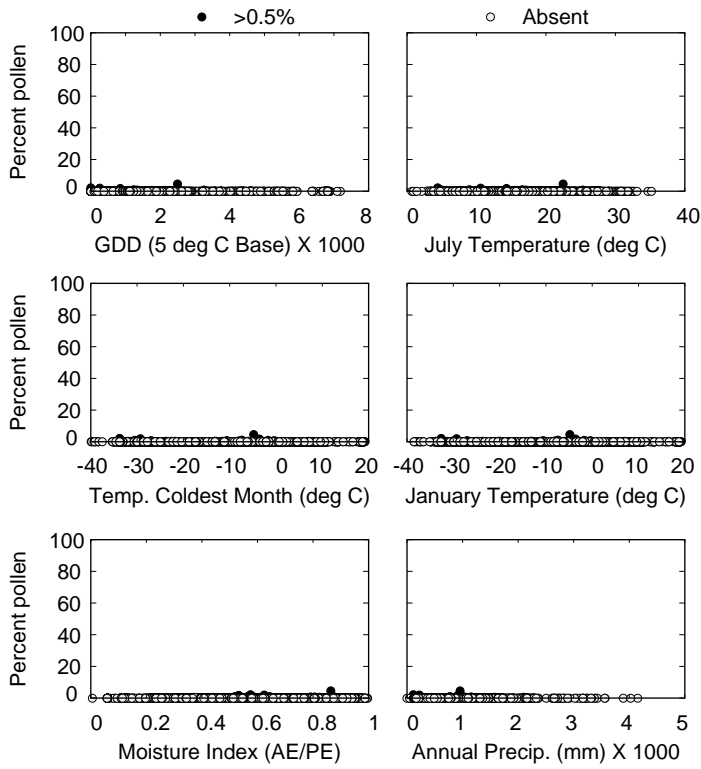 >0.5% Absent
100
80
60
40
20
0
Percent pollen
0 2 4 6 8
GDD (5 deg C Base) X 1000
0 10 20 30 40
July Temperature (deg C)
100
80
60
40
20
0
Percent pollen
-40 -30 -20 -10 0 10 20
Temp. Coldest Month (deg C)
-40 -30 -20 -10 0 10 20
January Temperature (deg C)
100
80
60
40
20
0
Percent pollen
0 0.2 0.4 0.6 0.8 1
Moisture Index (AE/PE)
0 1 2 3 4 5
Annual Precip. (mm) X 1000